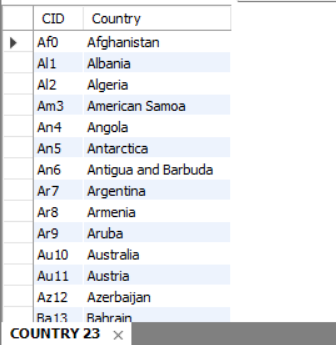 CID Country
Af0 Afghanistan
Al1 Albania
Al2 Algeria
Am3 American Samoa
An4 Angola
An5 Antarctica
An6 Antigua and Barbuda
Ar7 Argentina
Ar8 Armenia
Ar9 Aruba
Au10 Australia
Au11 Austria
Az12 Azerbaijan
Ba13 Bahrain
COUNTRY 23 ×